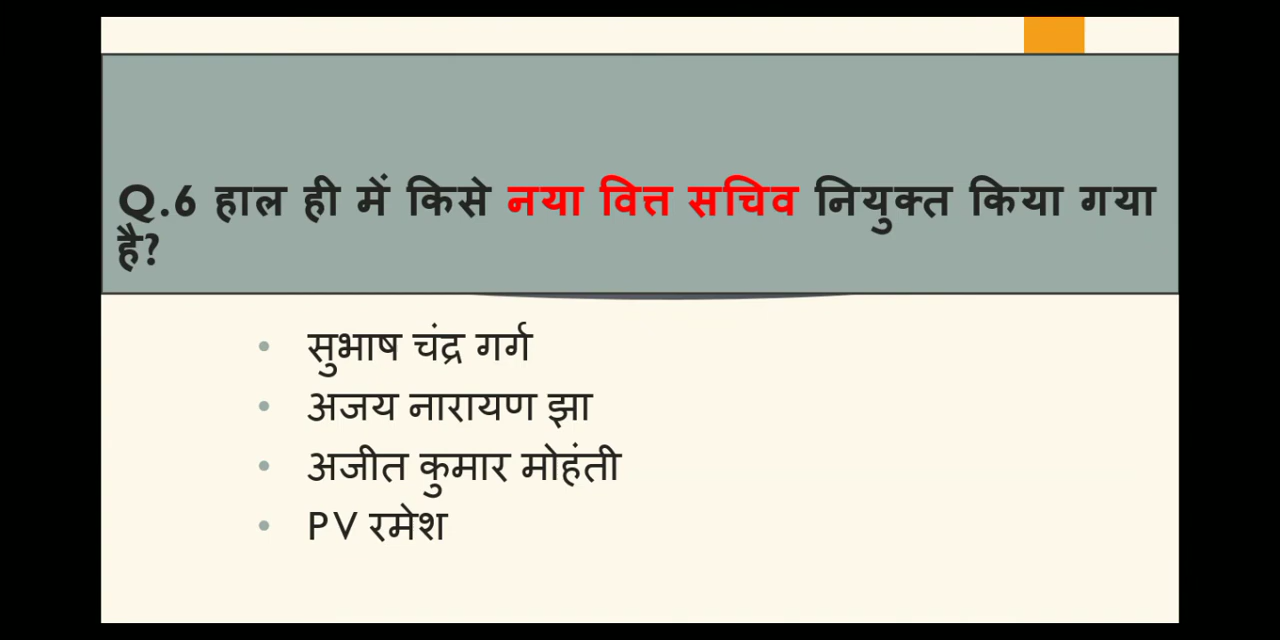 Q.6 हाल ही में किसे नया वित्त सचिव नियुक्त किया गया
है?
• सुभाष चंद्र गर्ग
• अजय नारायण झा
• अजीत कुमार मोहंती
• PV रमेश